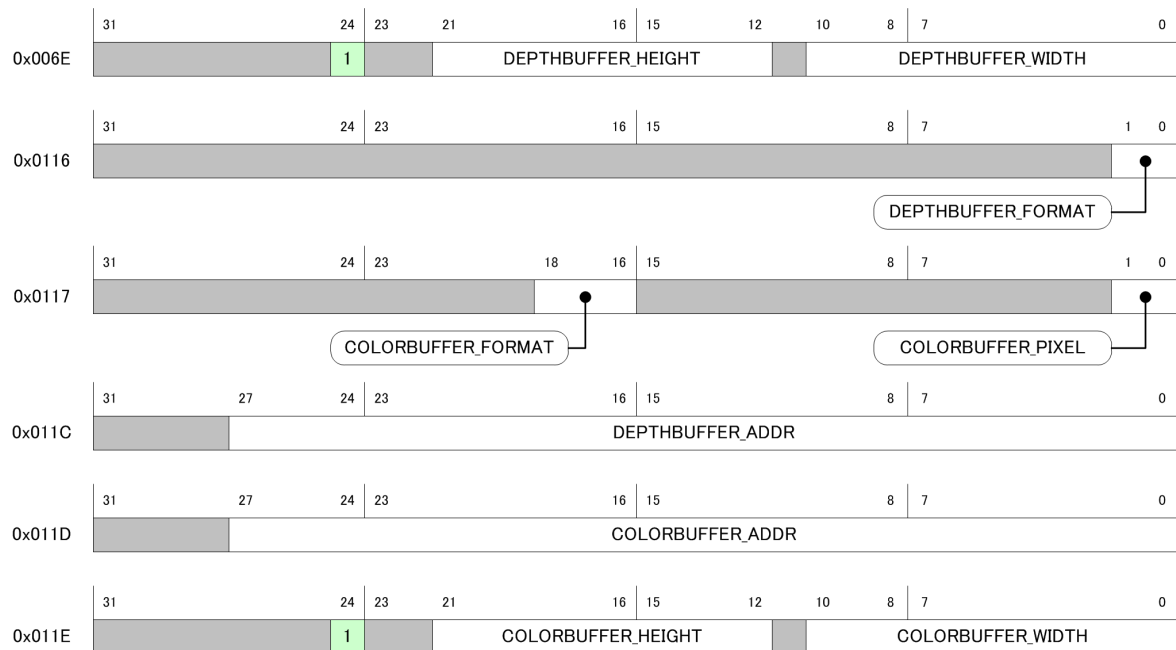 31 24 23 21 16 15 12 10 8 7 0
0x006E 1 DEPTHBUFFER_HEIGHT DEPTHBUFFER_WIDTH
31 24 23 16 15 8 7 1 0
0x0116
DEPTHBUFFER_FORMAT
31 24 23 18 16 15 8 7 1 0
0x0117
COLORBUFFER_FORMAT COLORBUFFER_PIXEL
31 27 24 23 16 15 8 7 0
0x011C DEPTHBUFFER_ADDR
31 27 24 23 16 15 8 7 0
0x011D COLORBUFFER_ADDR
31 24 23 21 16 15 12 10 8 7 0
0x011E 1 COLORBUFFER_HEIGHT COLORBUFFER_WIDTH